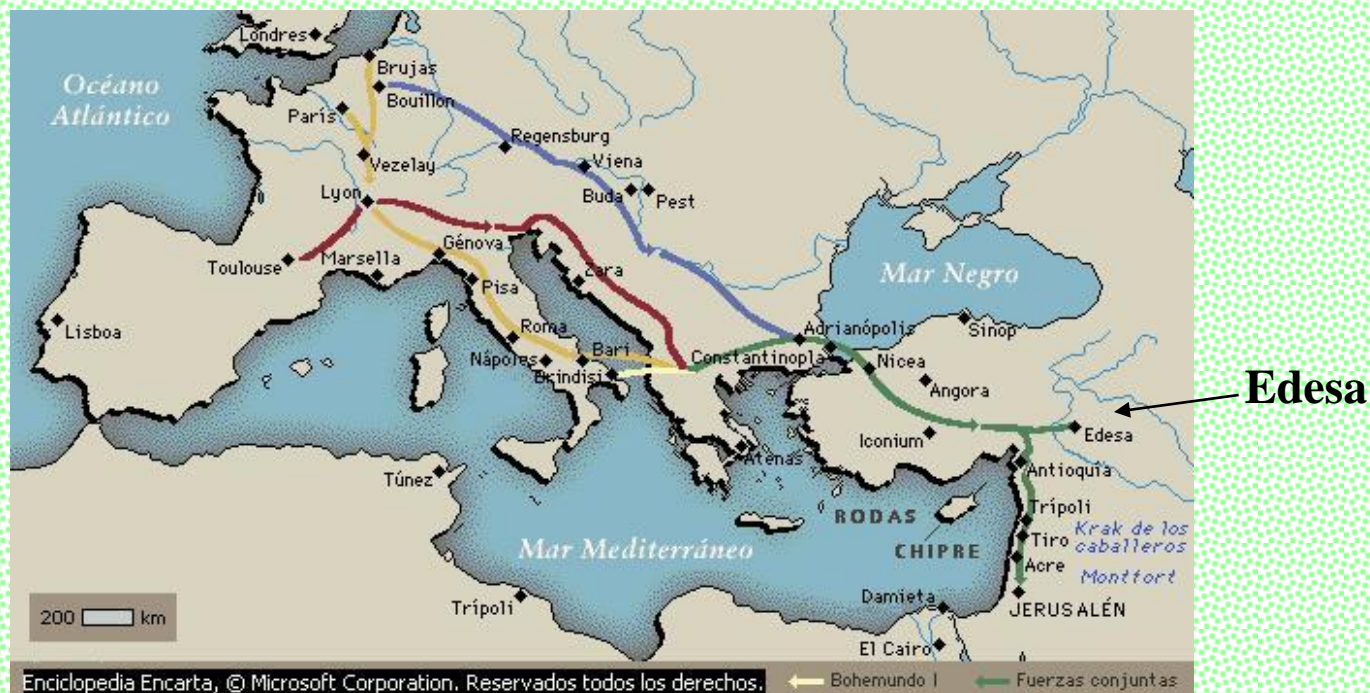 Londres
Océano
Atlántico
Brujas
Bouillon
París
Regensburg
Vezelay
Viena
Buda
Pest
Lyon
Génova
Toulouse
Marsella
Zara
Mar Negro
Pisa
Lisboa
Roma
Adrianópolis
Sinop
Nápoles
Bari
Constantinopla
Nicea
Brindisi
Angora
Edesa
Iconium
Edesa
Atenas
Antioquía
Túnez
RODAS
Trípoli
Krak de los
caballeros
Mar Mediterráneo
CHIPRE
Tiro
Acre
Montfort
Damieta
JERUSALÉN
200 km
Trípoli
El Cairo
Enciclopedia Encarta, © Microsoft Corporation. Reservados todos los derechos.
Bohemundo I
Fuerzas conjuntas